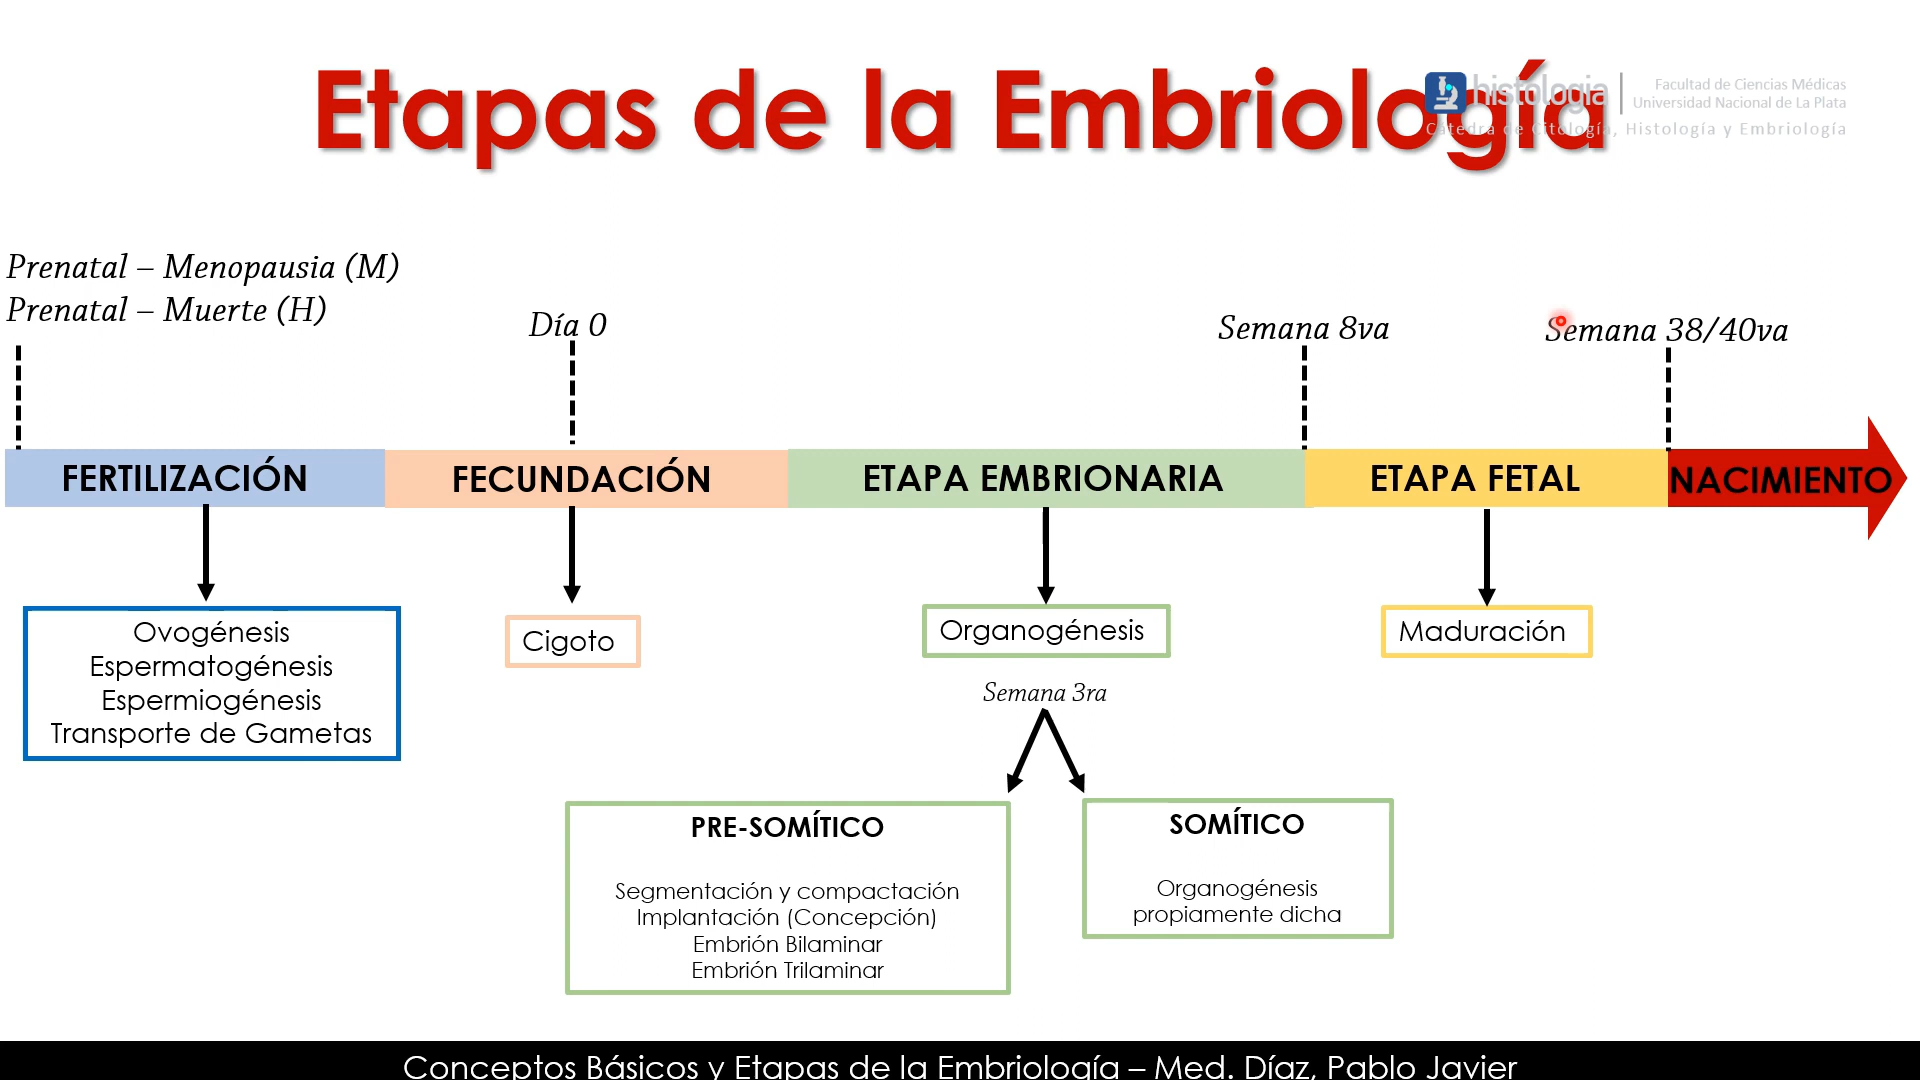 Etapas de la Embriología
histologia
Facultad de Ciencias Médicas
Universidad Nacional de La Plata
Cátedra de Citología, Histología y Embriología
Prenatal – Menopausia (M)
Prenatal – Muerte (H)
Día 0
Semana 8va
Semana 38/40va
FERTILIZACIÓN
FECUNDACIÓN
ETAPA EMBRIONARIA
ETAPA FETAL
NACIMIENTO
Ovogénesis
Espermatogénesis
Espermiogénesis
Transporte de Gametas
Cigoto
Organogénesis
Maduración
Semana 3ra
PRE-SOMÍTICO
Segmentación y compactación
Implantación (Concepción)
Embrión Bilaminar
Embrión Trilaminar
SOMÍTICO
Organogénesis
propiamente dicha
Conceptos Básicos y Etapas de la Embriología – Med. Díaz, Pablo Javier